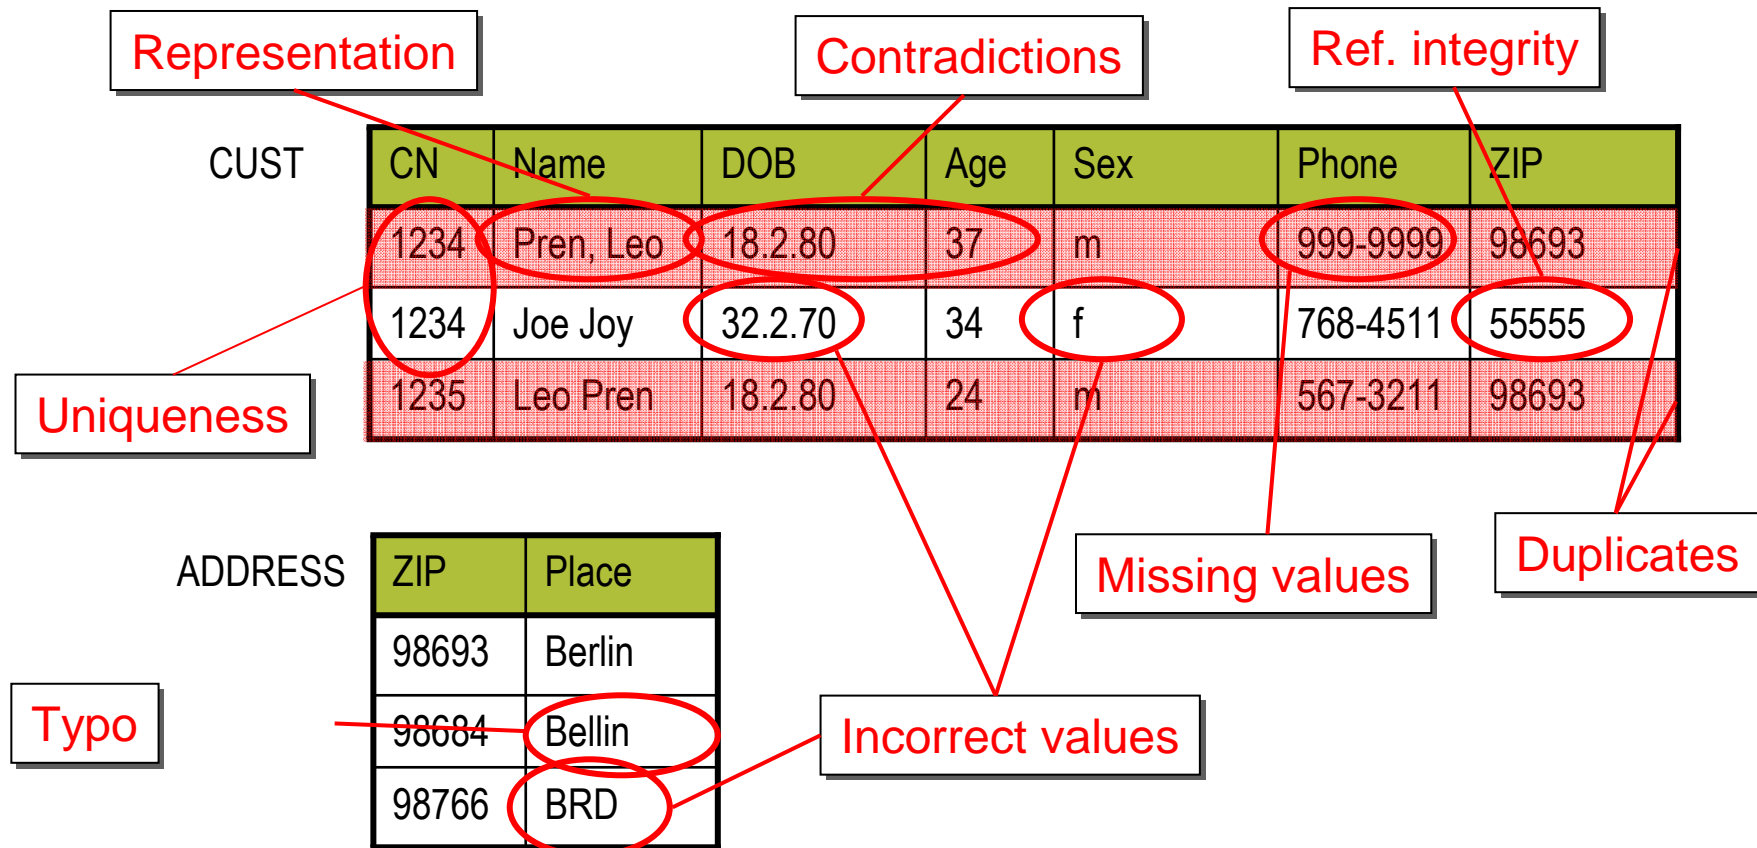 Representation
Contradictions
Ref. integrity
CUST
CN Name DOB Age Sex Phone ZIP
1234 Pren, Leo 18.2.80 37 m 999-9999 98693
1234 Joe Joy 32.2.70 34 f 768-4511 55555
1235 Leo Pren 18.2.80 24 m 567-3211 98693
Uniqueness
Missing values
Duplicates
ADDRESS
ZIP Place
98693 Berlin
98684 Bellin
98766 BRD
Typo
Incorrect values